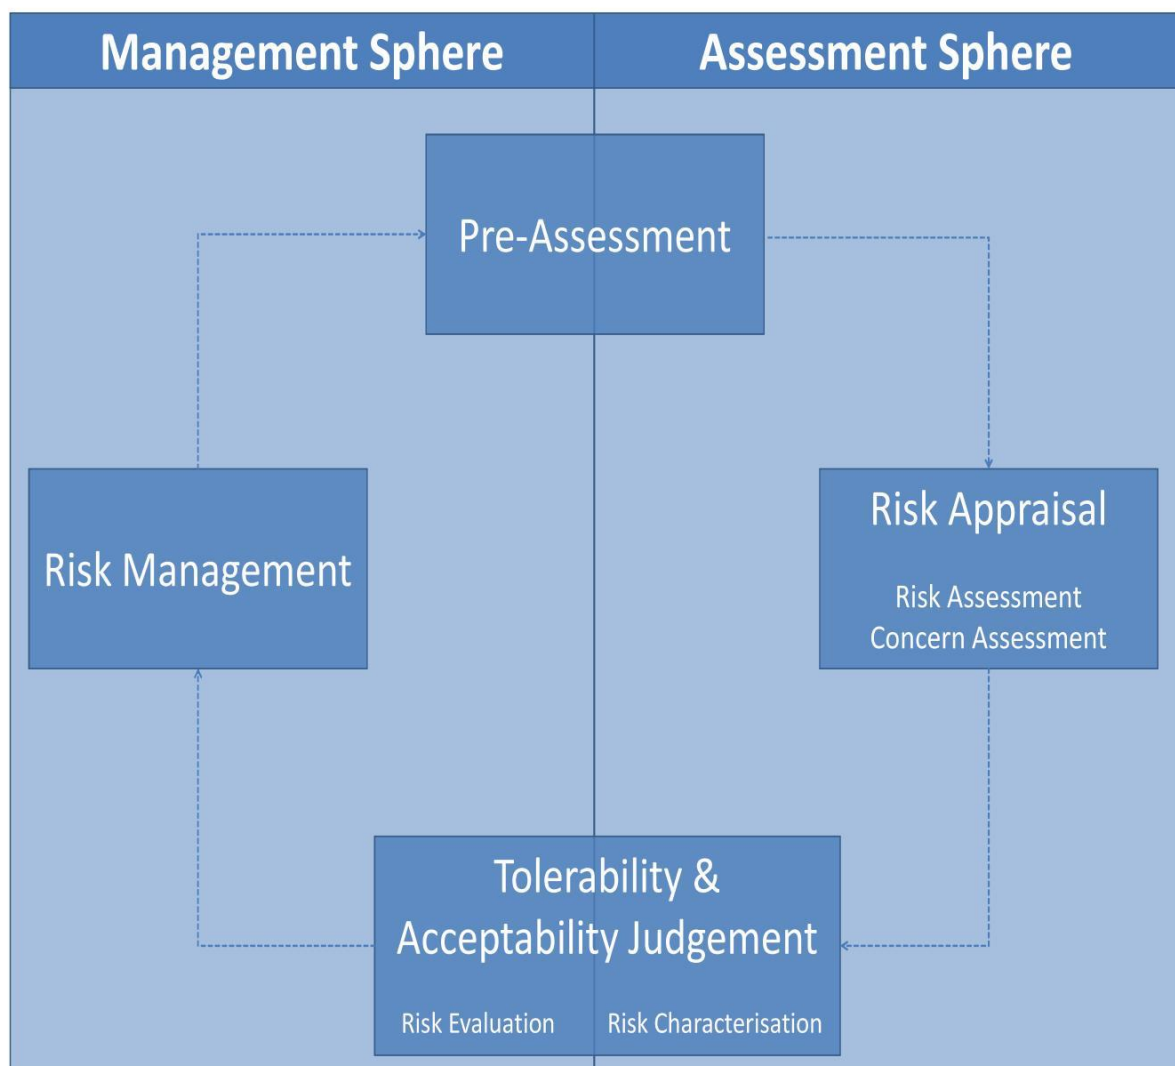 Management Sphere
Assessment Sphere
Pre-Assessment
Risk Management
Risk Appraisal
Risk Assessment
Concern Assessment
Tolerability &
Acceptability Judgement
Risk Evaluation
Risk Characterisation